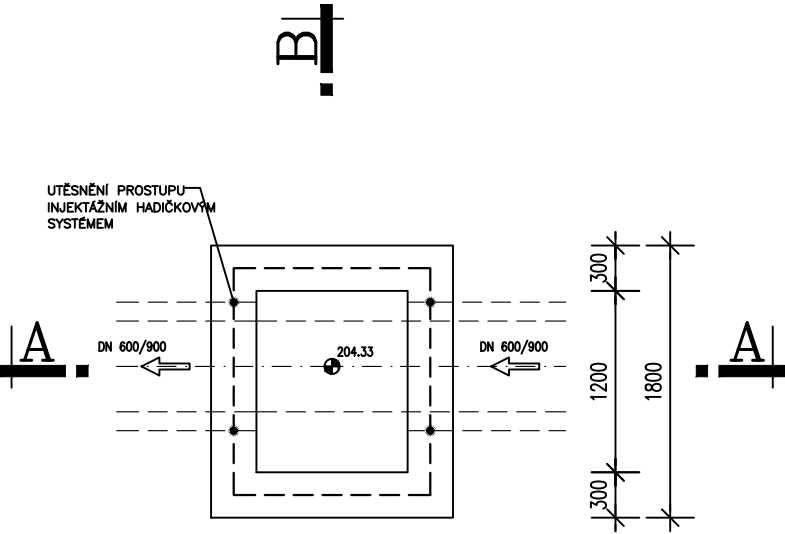 B
UTĚSNĚNÍ PROSTUPU
INJEKTÁŽNÍM HADIČKOVÝM
SYSTÉMEM
300
A
DN 600/900
204.33
DN 600/900
1200
1800
A
300